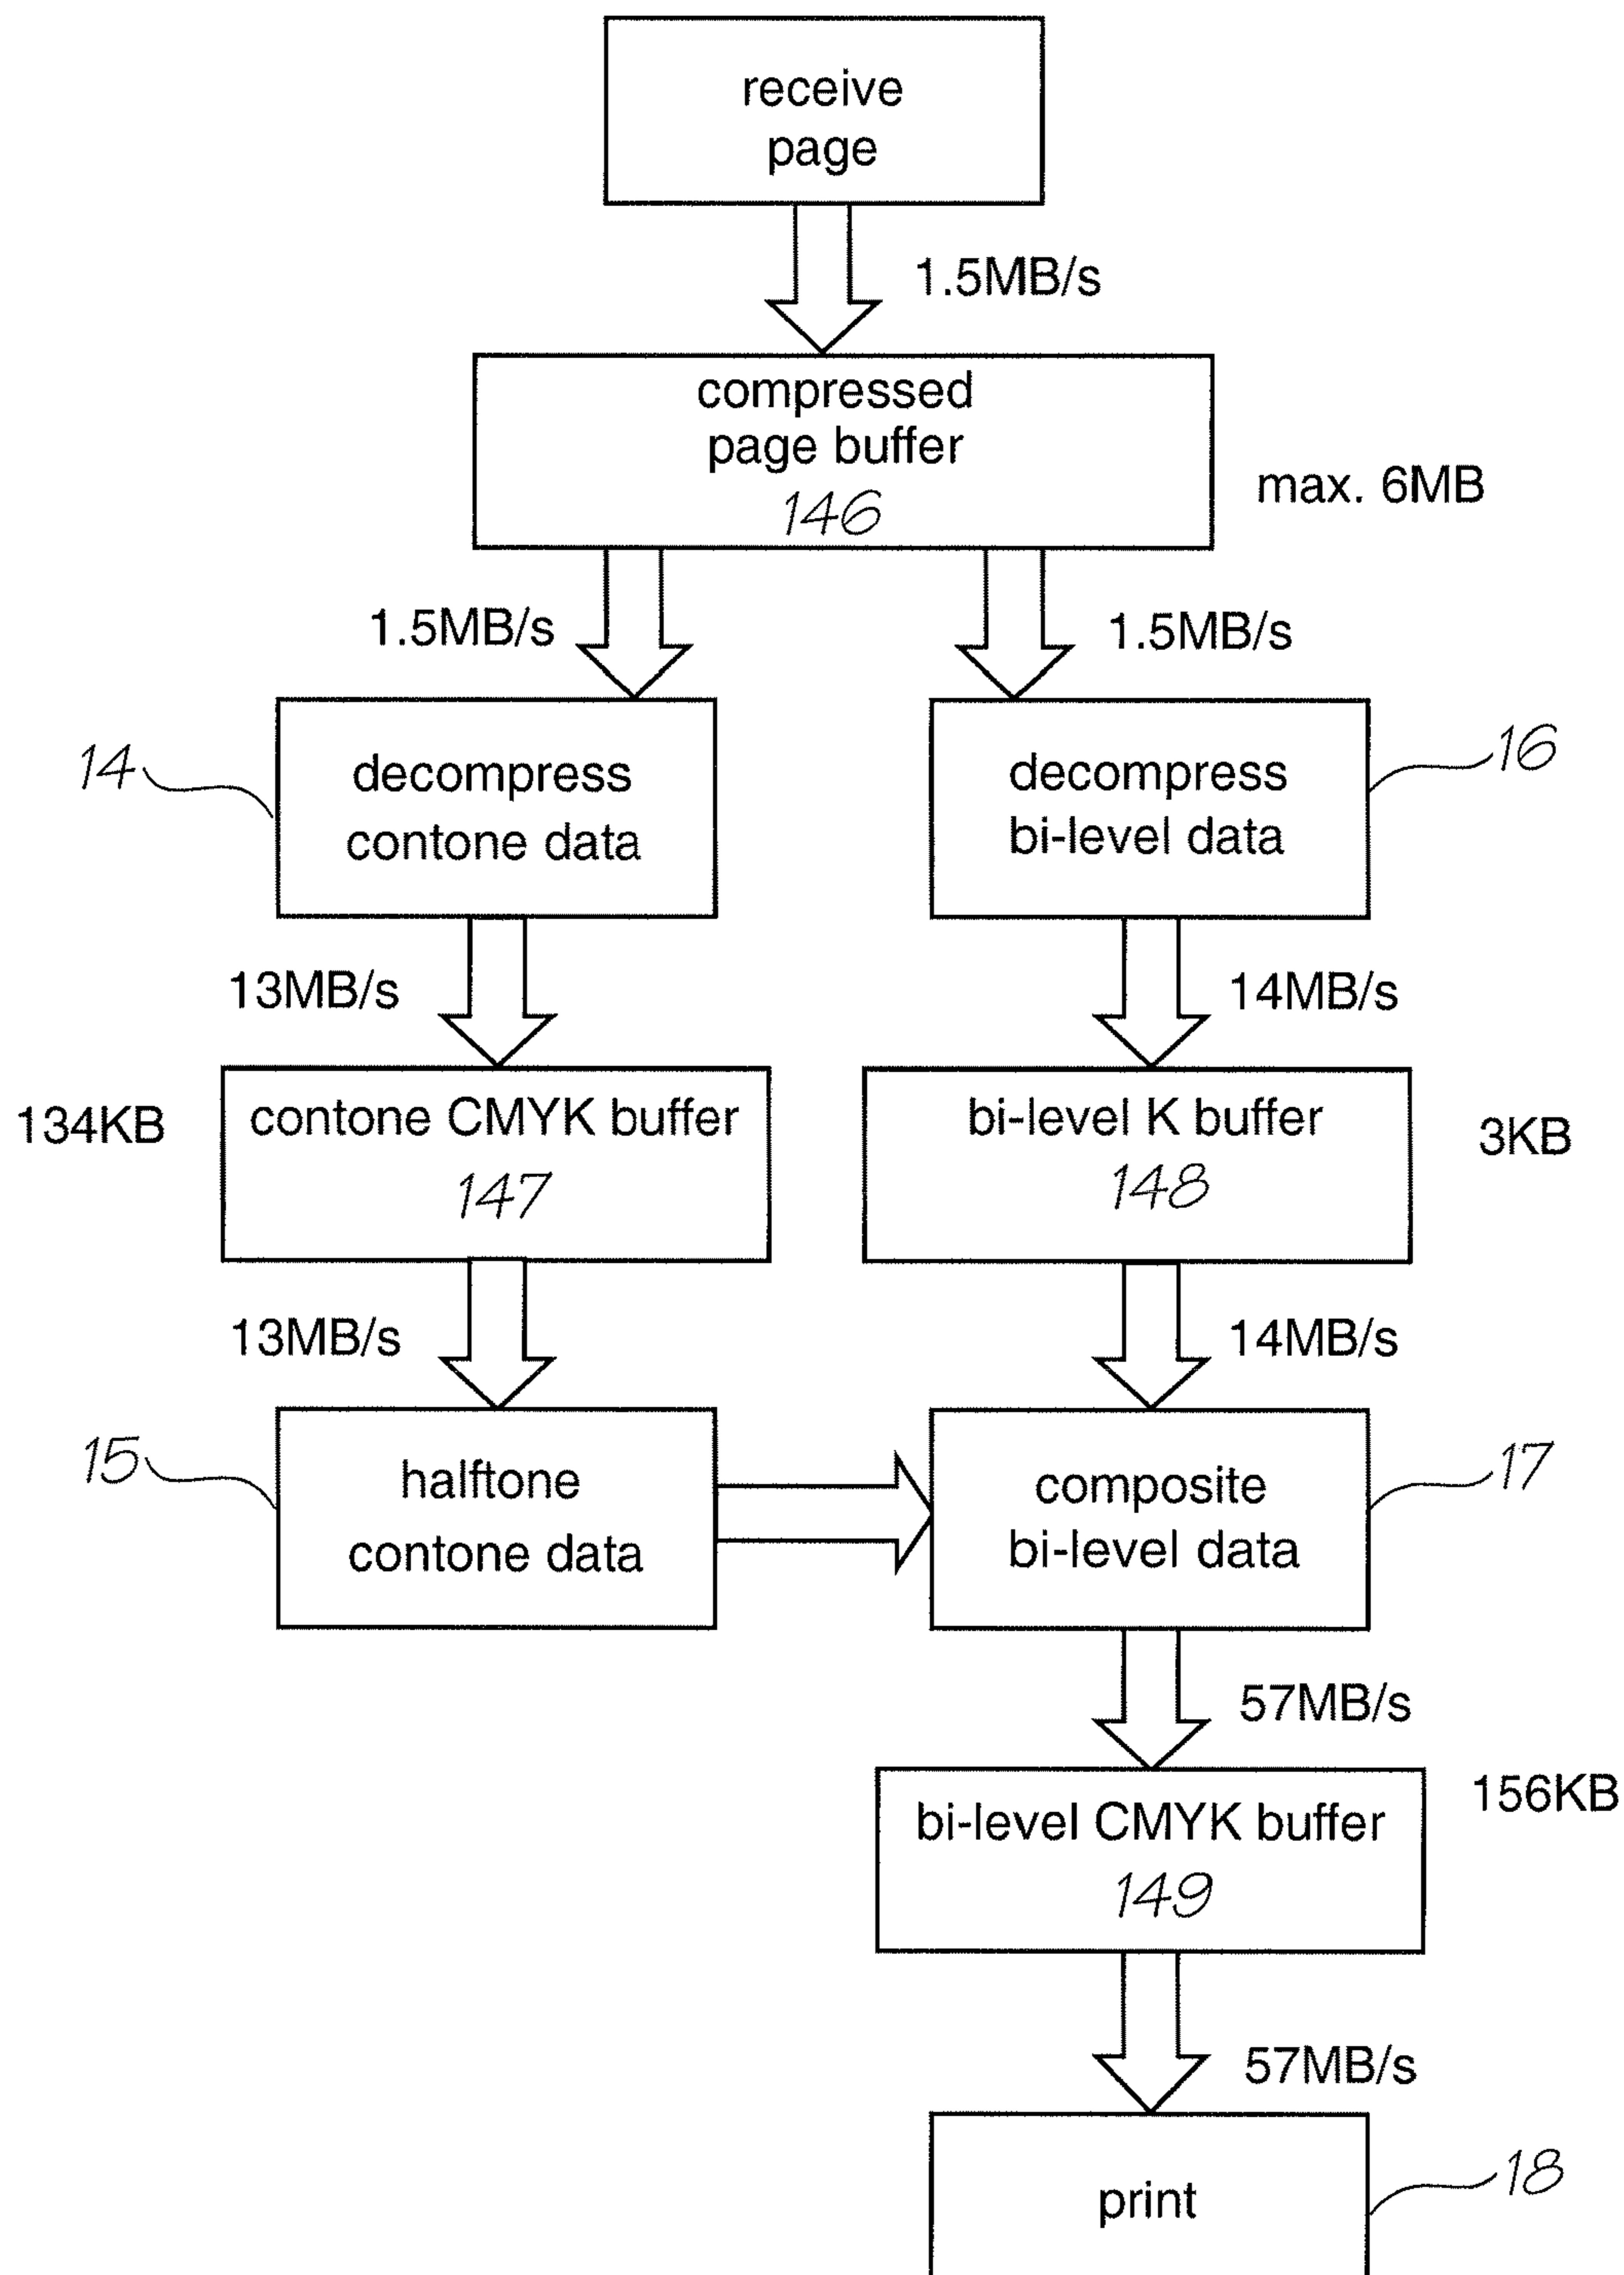 receive
page
1.5MB/s
compressed
page buffer
146
max. 6MB
1.5MB/s
1.5MB/s
14
decompress
contone data
decompress
bi-level data
16
13MB/s
14MB/s
134KB
contone CMYK buffer
147
bi-level K buffer
148
3KB
13MB/s
14MB/s
15
halftone
contone data
composite
bi-level data
17
57MB/s
bi-level CMYK buffer
149
156KB
57MB/s
print
18